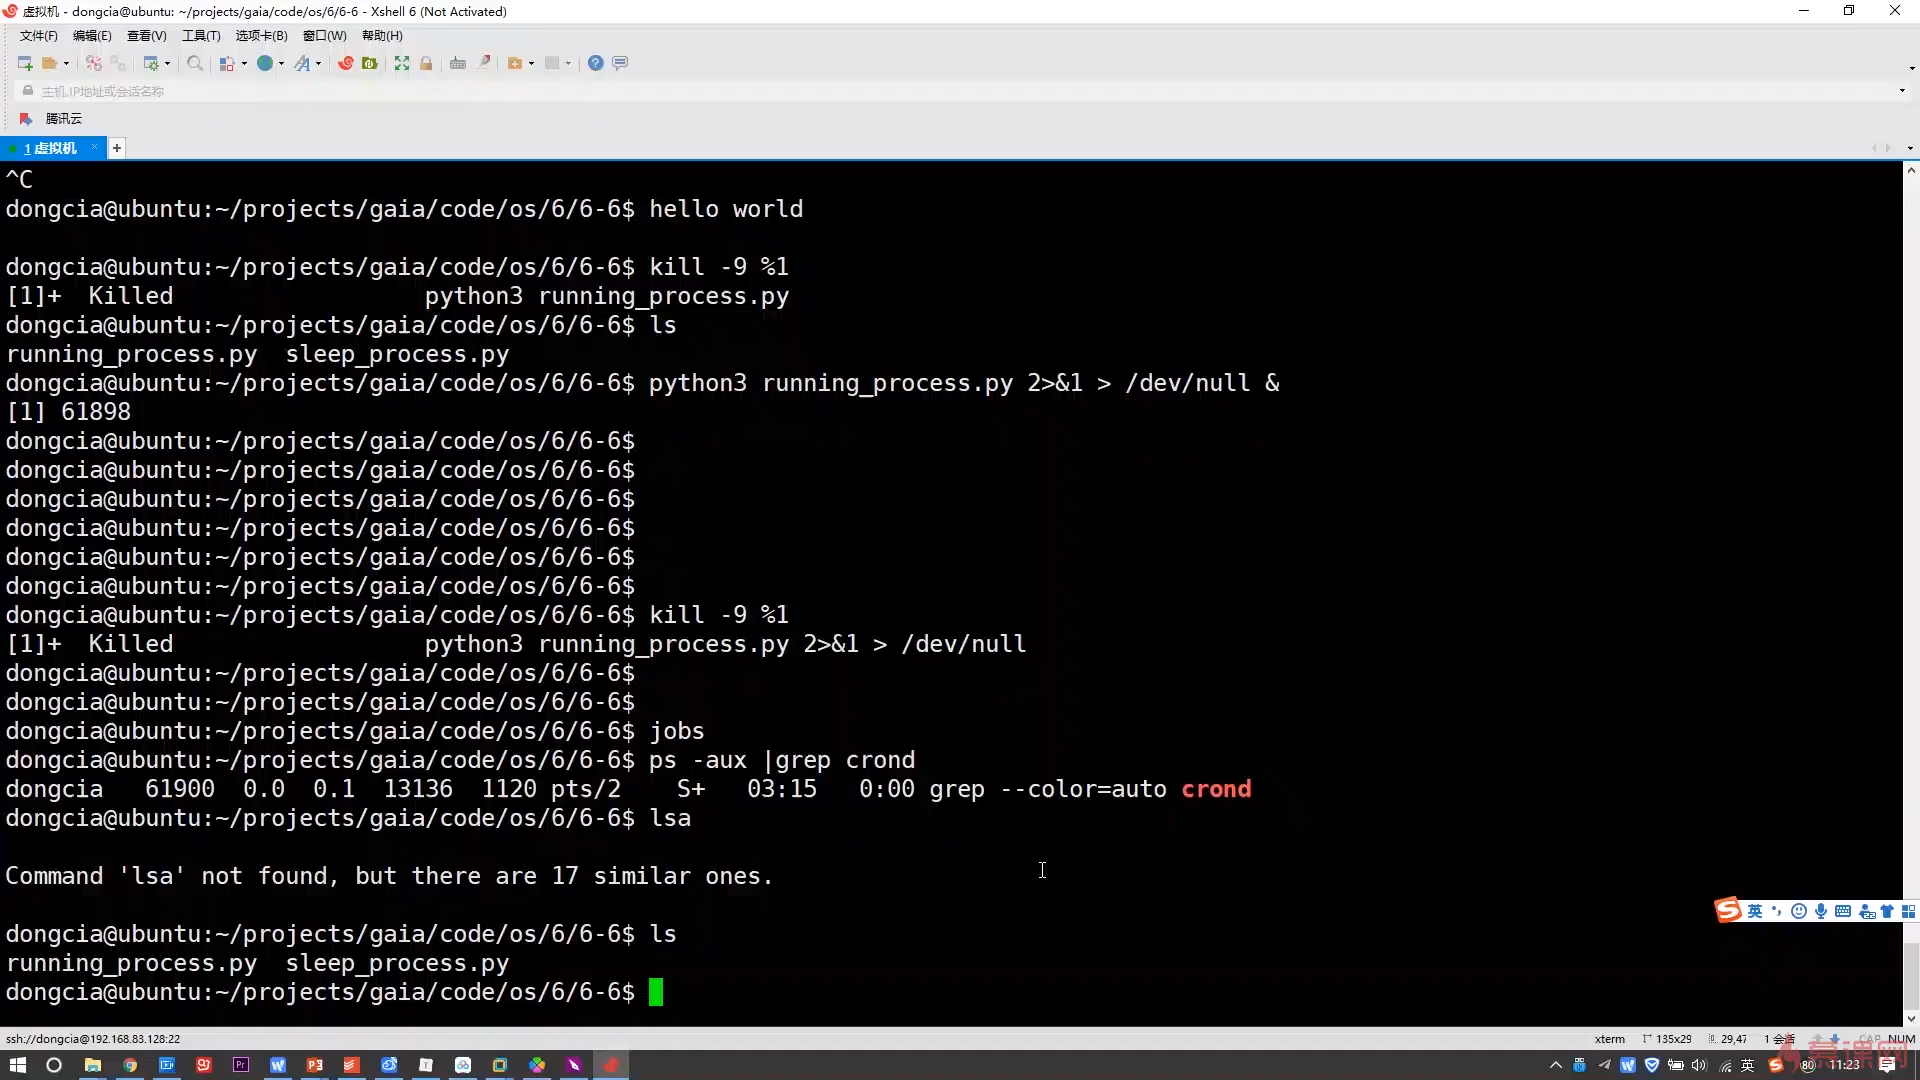 虚拟机 - dongcia@ubuntu: ~/projects/gaia/code/os/6/6-6 - Xshell 6 (Not Activated)
文件(F) 编辑(E) 查看(V) 工具(T) 选项卡(B) 窗口(W) 帮助(H)
主机,IP地址或会话名称
腾讯云
1 虚拟机 × +
^C
dongcia@ubuntu:~/projects/gaia/code/os/6/6-6$ hello world
dongcia@ubuntu:~/projects/gaia/code/os/6/6-6$ kill -9 %1
[1]+  Killed                  python3 running_process.py
dongcia@ubuntu:~/projects/gaia/code/os/6/6-6$ ls
running_process.py  sleep_process.py
dongcia@ubuntu:~/projects/gaia/code/os/6/6-6$ python3 running_process.py 2>&1 > /dev/null &
[1] 61898
dongcia@ubuntu:~/projects/gaia/code/os/6/6-6$
dongcia@ubuntu:~/projects/gaia/code/os/6/6-6$
dongcia@ubuntu:~/projects/gaia/code/os/6/6-6$
dongcia@ubuntu:~/projects/gaia/code/os/6/6-6$
dongcia@ubuntu:~/projects/gaia/code/os/6/6-6$
dongcia@ubuntu:~/projects/gaia/code/os/6/6-6$
dongcia@ubuntu:~/projects/gaia/code/os/6/6-6$ kill -9 %1
[1]+  Killed                  python3 running_process.py 2>&1 > /dev/null
dongcia@ubuntu:~/projects/gaia/code/os/6/6-6$
dongcia@ubuntu:~/projects/gaia/code/os/6/6-6$
dongcia@ubuntu:~/projects/gaia/code/os/6/6-6$ jobs
dongcia@ubuntu:~/projects/gaia/code/os/6/6-6$ ps -aux |grep crond
dongcia   61900  0.0  0.1  13136  1120 pts/2    S+   03:15   0:00 grep --color=auto crond
dongcia@ubuntu:~/projects/gaia/code/os/6/6-6$ lsa
Command 'lsa' not found, but there are 17 similar ones.
英
dongcia@ubuntu:~/projects/gaia/code/os/6/6-6$ ls
running_process.py  sleep_process.py
dongcia@ubuntu:~/projects/gaia/code/os/6/6-6$
ssh://dongcia@192.168.83.128:22 xterm 135x29 29,47 1 会话 CAP NUM
英 80 11:23
慕课网